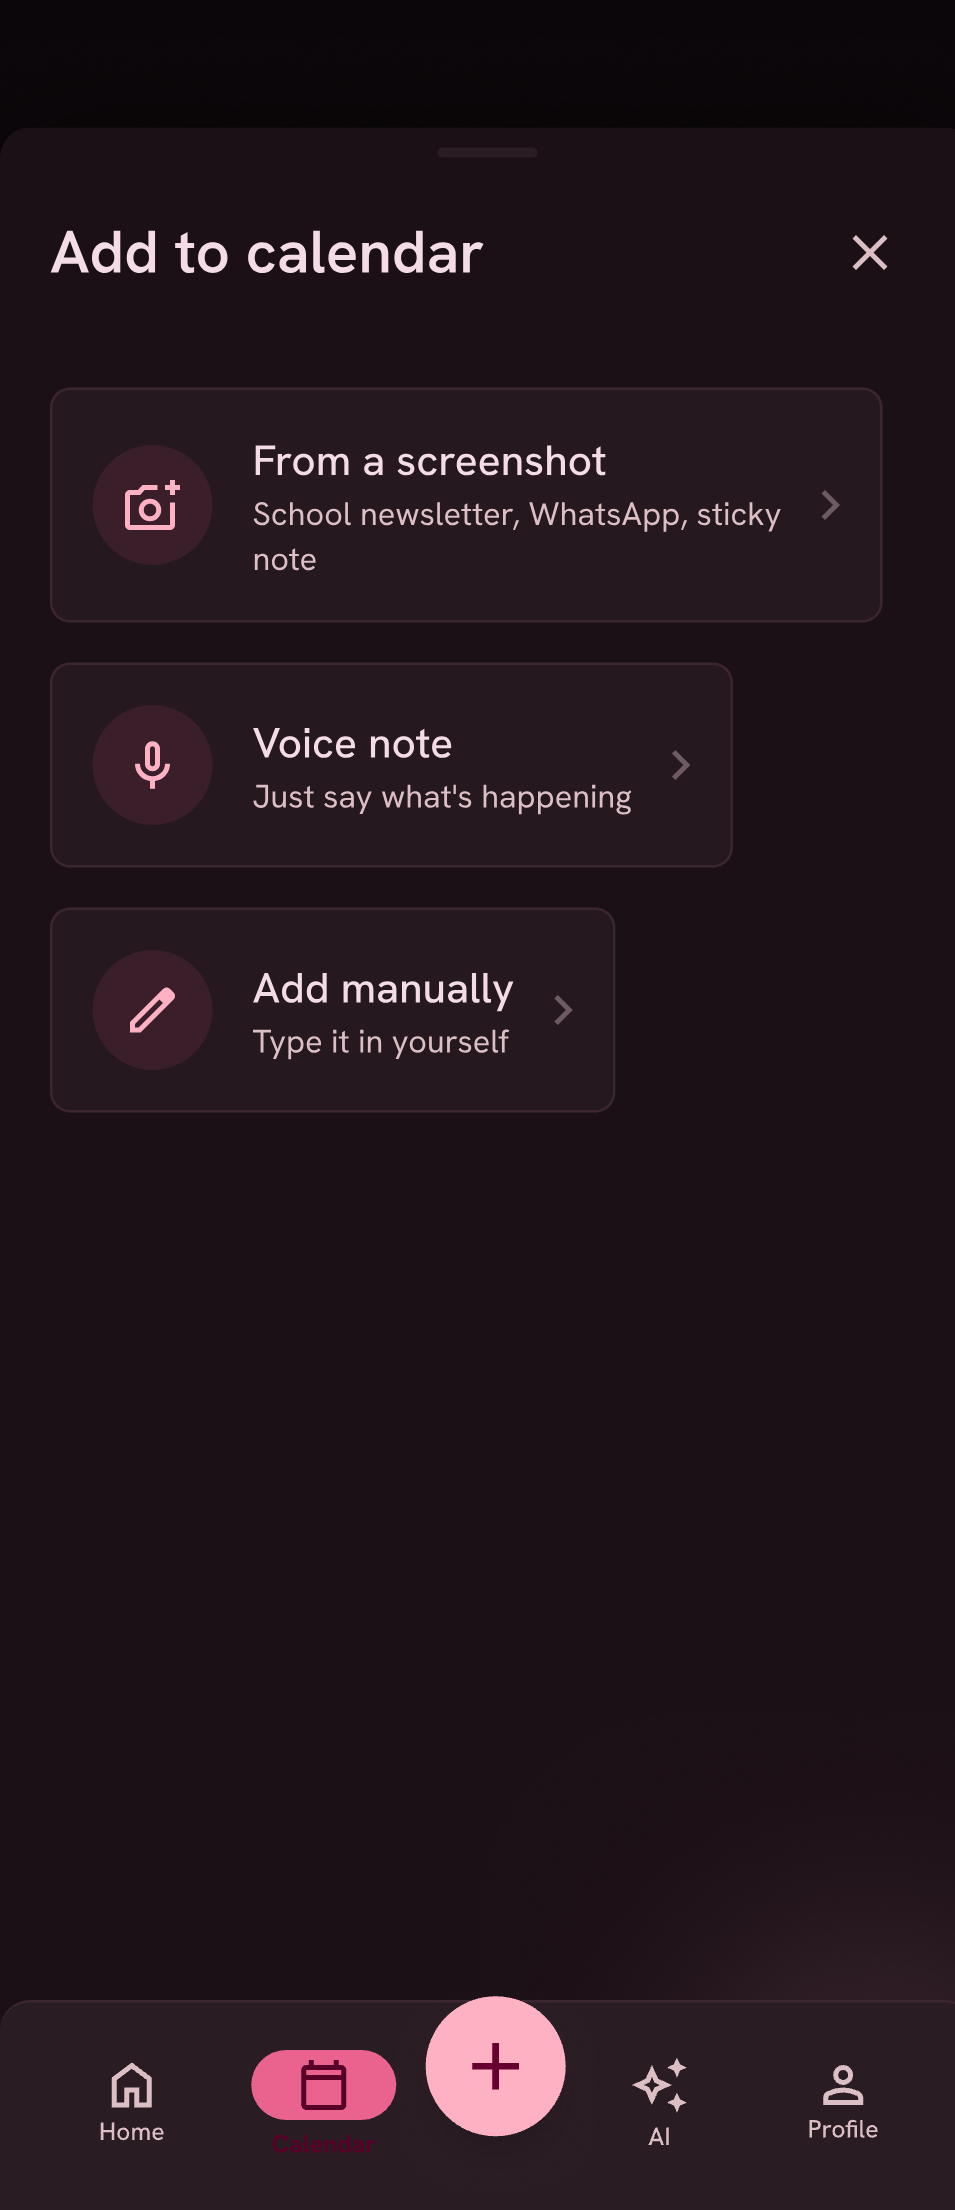 Add to calendar
From a screenshot
School newsletter, WhatsApp, sticky
note
Voice note
Just say what's happening
Add manually
Type it in yourself
Home
Calendar
AI
Profile